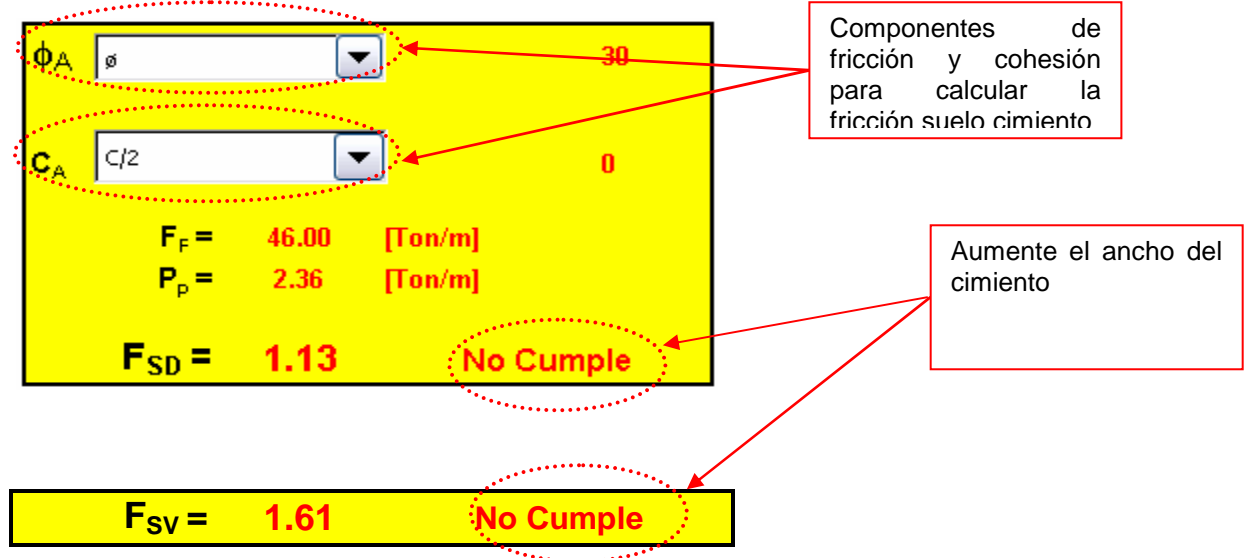 ϕA ø 30
Componentes de
fricción y cohesión
para calcular la
fricción suelo cimiento
CA C/2 0
FF = 46.00 [Ton/m]
PP = 2.36 [Ton/m]
Aumente el ancho del
cimiento
FSD = 1.13 No Cumple
FSV = 1.61 No Cumple